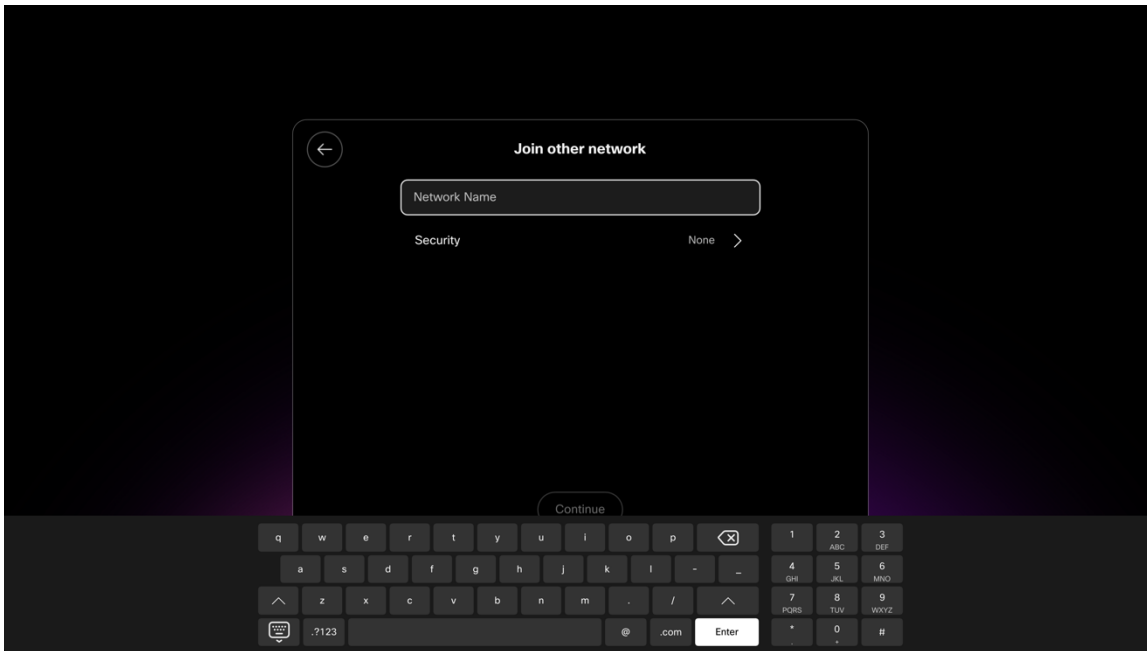 Join other network
Network Name
Security None
Continue
q w e r t y u i o p 1 2 ABC 3 DEF
a s d f g h j k l - _ 4 GHI 5 JKL 6 MNO
z x c v b n m . / 7 PQRS 8 TUV 9 WXYZ
.?123 @ .com Enter * . 0 + #